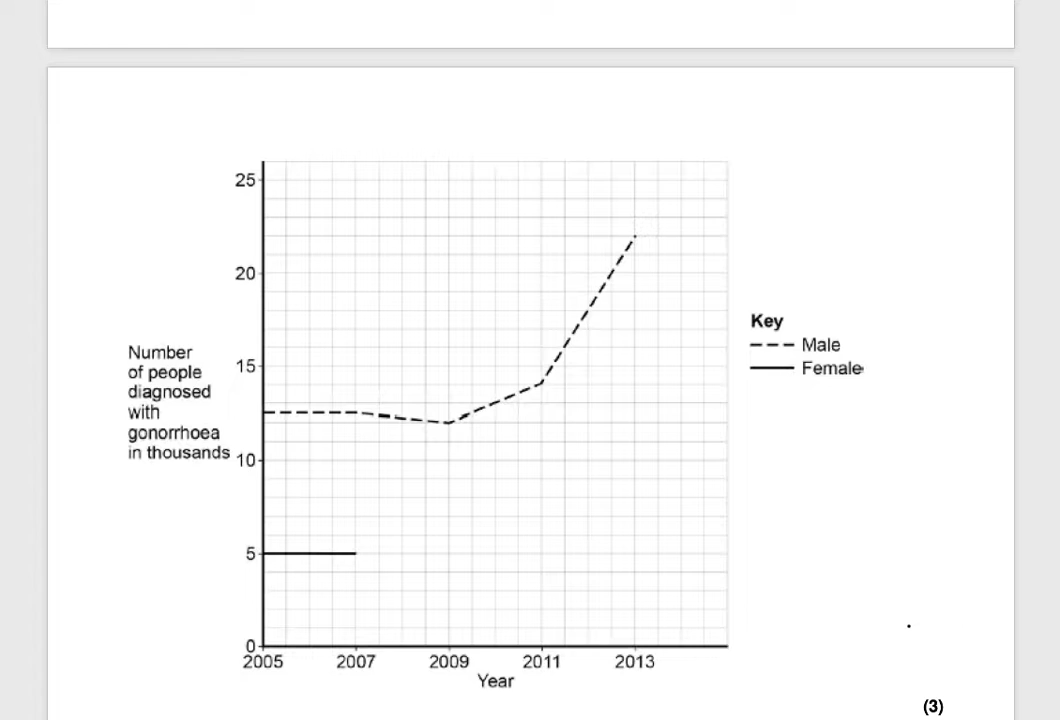 25
20
15
10
5
0
Number
of people
diagnosed
with
gonorrhoea
in thousands
2005 2007 2009 2011 2013
Year
Key
Male
Female
(3)